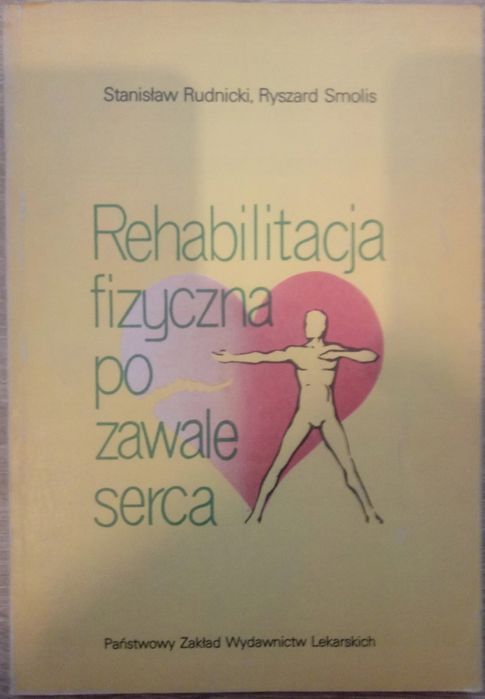 Stanisław Rudnicki, Ryszard Smolis
Rehabilitacja
fizyczna
po
zawale
serca
Państwowy Zakład Wydawnictw Lekarskich